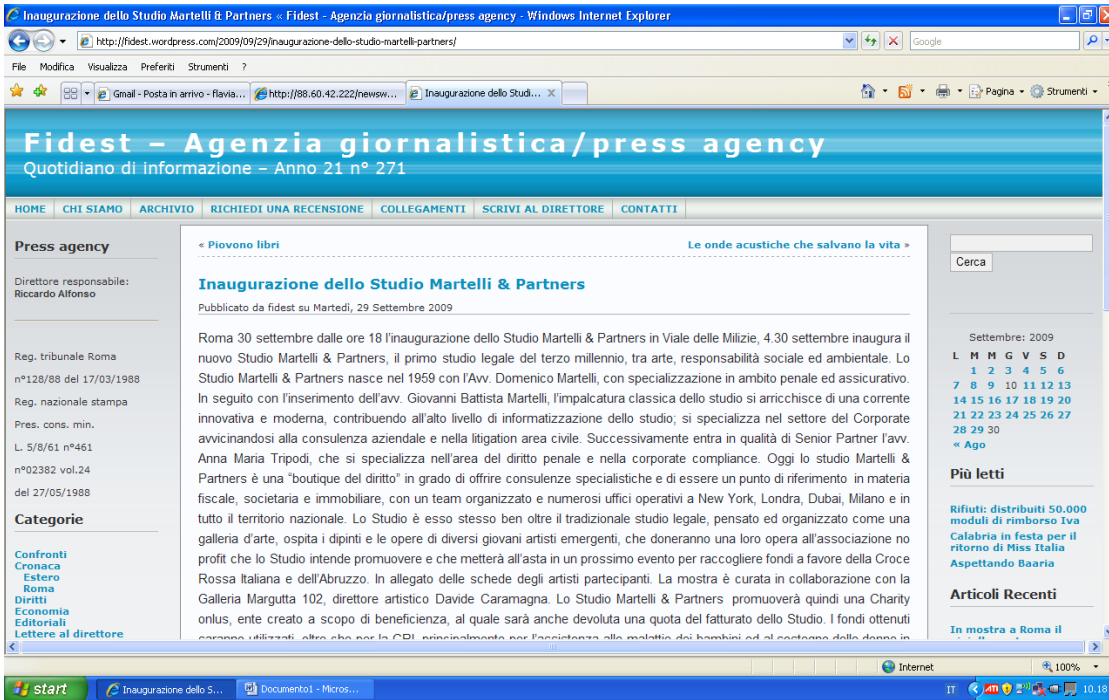 Inaugurazione dello Studio Martelli & Partners « Fidest - Agenzia giornalistica/press agency - Windows Internet Explorer
http://fidest.wordpress.com/2009/09/29/inaugurazione-dello-studio-martelli-partners/
Google
File Modifica Visualizza Preferiti Strumenti ?
Gmail - Posta in arrivo - flavia...
http://88.60.42.222/newsw...
Inaugurazione dello Studi...
Pagina
Strumenti
Fidest – Agenzia giornalistica/press agency
Quotidiano di informazione – Anno 21 n° 271
HOME CHI SIAMO ARCHIVIO RICHIEDI UNA RECENSIONE COLLEGAMENTI SCRIVI AL DIRETTORE CONTATTI
Press agency
Direttore responsabile:
Riccardo Alfonso
Reg. tribunale Roma
n°128/88 del 17/03/1988
Reg. nazionale stampa
Pres. cons. min.
L. 5/8/61 n°461
n°02382 vol.24
del 27/05/1988
Categorie
Confronti
Cronaca
Estero
Roma
Diritti
Economia
Editoriali
Lettere al direttore
« Piovono libri
Le onde acustiche che salvano la vita »
Inaugurazione dello Studio Martelli & Partners
Pubblicato da fidest su Martedì, 29 Settembre 2009
Roma 30 settembre dalle ore 18 l'inaugurazione dello Studio Martelli & Partners in Viale delle Milizie, 4.30 settembre inaugura il
nuovo Studio Martelli & Partners, il primo studio legale del terzo millennio, tra arte, responsabilità sociale ed ambientale. Lo
Studio Martelli & Partners nasce nel 1959 con l'Avv. Domenico Martelli, con specializzazione in ambito penale ed assicurativo.
In seguito con l'inserimento dell'avv. Giovanni Battista Martelli, l'impalcatura classica dello studio si arricchisce di una corrente
innovativa e moderna, contribuendo all'alto livello di informatizzazione dello studio; si specializza nel settore del Corporate
avvicinandosi alla consulenza aziendale e nella litigation area civile. Successivamente entra in qualità di Senior Partner l'avv.
Anna Maria Tripodi, che si specializza nell'area del diritto penale e nella corporate compliance. Oggi lo studio Martelli &
Partners è una "boutique del diritto" in grado di offrire consulenze specialistiche e di essere un punto di riferimento in materia
fiscale, societaria e immobiliare, con un team organizzato e numerosi uffici operativi a New York, Londra, Dubai, Milano e in
tutto il territorio nazionale. Lo Studio è esso stesso ben oltre il tradizionale studio legale, pensato ed organizzato come una
galleria d'arte, ospita i dipinti e le opere di diversi giovani artisti emergenti, che doneranno una loro opera all'associazione no
profit che lo Studio intende promuovere e che metterà all'asta in un prossimo evento per raccogliere fondi a favore della Croce
Rossa Italiana e dell'Abruzzo. In allegato delle schede degli artisti partecipanti. La mostra è curata in collaborazione con la
Galleria Margutta 102, direttore artistico Davide Caramagna. Lo Studio Martelli & Partners promuoverà quindi una Charity
onlus, ente creato a scopo di beneficienza, al quale sarà anche devoluta una quota del fatturato dello Studio. I fondi ottenuti
saranno utilizzati, oltre che per la CRI, principalmente per l'assistenza alle malattie dei bambini ed al sostegno delle donne in
Cerca
Settembre: 2009
L M M G V S D
1 2 3 4 5 6
7 8 9 10 11 12 13
14 15 16 17 18 19 20
21 22 23 24 25 26 27
28 29 30
« Ago
Più letti
Rifiuti: distribuiti 50.000
moduli di rimborso Iva
Calabria in festa per il
ritorno di Miss Italia
Aspettando Baaria
Articoli Recenti
In mostra a Roma il
Internet
100%
start
Inaugurazione dello S...
Documento1 - Micros...
IT
10.18